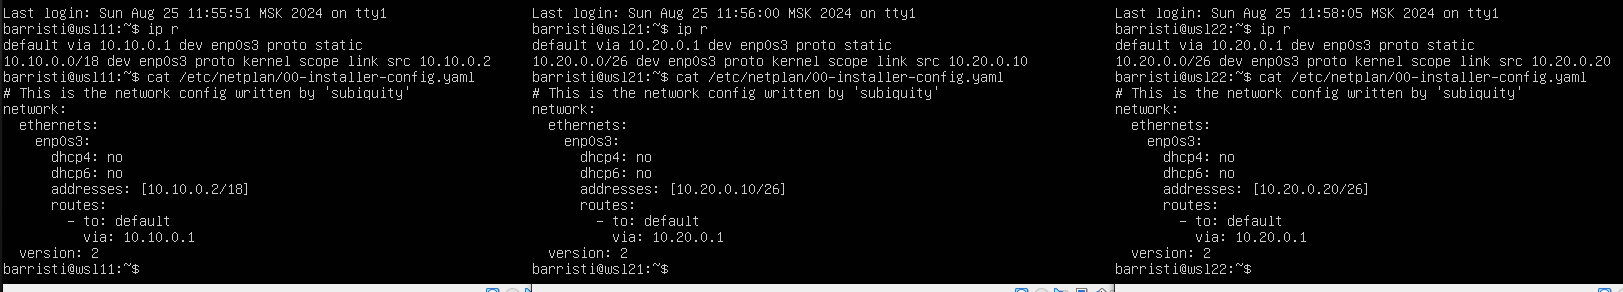 Last login: Sun Aug 25 11:55:51 MSK 2024 on tty1
barristi@wsl11:~$ ip r
default via 10.10.0.1 dev enp0s3 proto static
10.10.0.0/18 dev enp0s3 proto kernel scope link src 10.10.0.2
barristi@wsl11:~$ cat /etc/netplan/00-installer-config.yaml
# This is the network config written by 'subiquity'
network:
  ethernets:
    enp0s3:
      dhcp4: no
      dhcp6: no
      addresses: [10.10.0.2/18]
      routes:
        - to: default
          via: 10.10.0.1
  version: 2
barristi@wsl11:~$
Last login: Sun Aug 25 11:56:00 MSK 2024 on tty1
barristi@wsl21:~$ ip r
default via 10.20.0.1 dev enp0s3 proto static
10.20.0.0/26 dev enp0s3 proto kernel scope link src 10.20.0.10
barristi@wsl21:~$ cat /etc/netplan/00-installer-config.yaml
# This is the network config written by 'subiquity'
network:
  ethernets:
    enp0s3:
      dhcp4: no
      dhcp6: no
      addresses: [10.20.0.10/26]
      routes:
        - to: default
          via: 10.20.0.1
  version: 2
barristi@wsl21:~$
Last login: Sun Aug 25 11:58:05 MSK 2024 on tty1
barristi@wsl22:~$ ip r
default via 10.20.0.1 dev enp0s3 proto static
10.20.0.0/26 dev enp0s3 proto kernel scope link src 10.20.0.20
barristi@wsl22:~$ cat /etc/netplan/00-installer-config.yaml
# This is the network config written by 'subiquity'
network:
  ethernets:
    enp0s3:
      dhcp4: no
      dhcp6: no
      addresses: [10.20.0.20/26]
      routes:
        - to: default
          via: 10.20.0.1
  version: 2
barristi@wsl22:~$